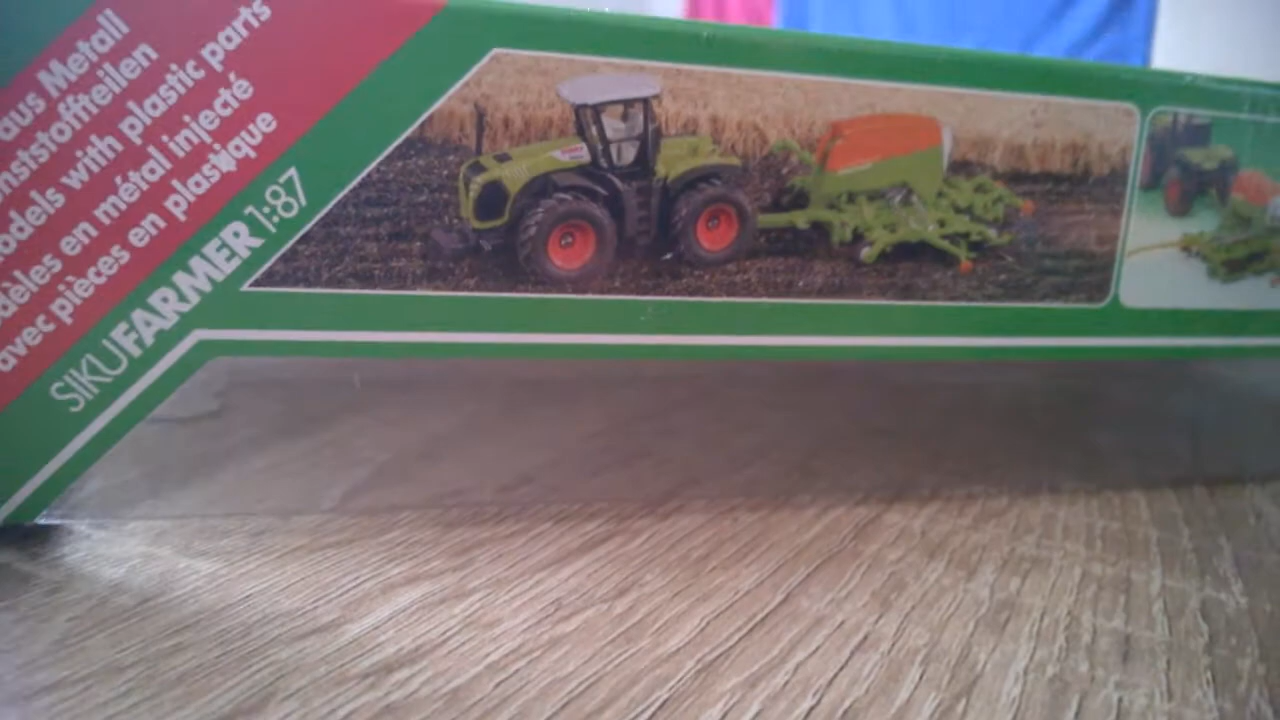 aus Metall
nststoffteilen
odels with plastic parts
dèles en métal injecté
avec pièces en plastique
SIKUFARMER 1:87